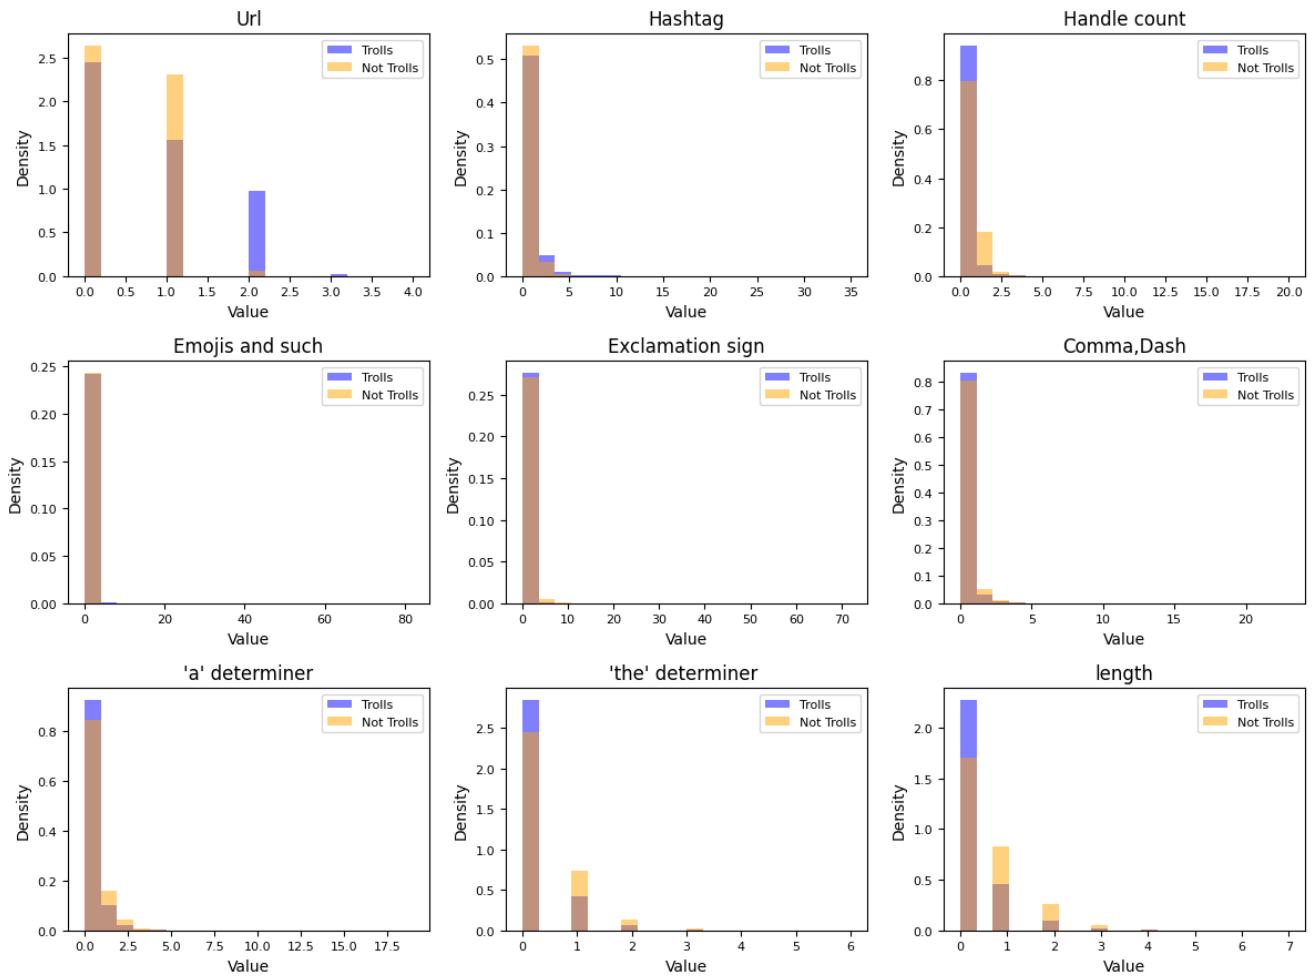 Url
Trolls
Not Trolls
Density
2.5
2.0
1.5
1.0
0.5
0.0
0.0 0.5 1.0 1.5 2.0 2.5 3.0 3.5 4.0
Value
Hashtag
Trolls
Not Trolls
Density
0.5
0.4
0.3
0.2
0.1
0.0
0 5 10 15 20 25 30 35
Value
Handle count
Trolls
Not Trolls
Density
0.8
0.6
0.4
0.2
0.0
0.0 2.5 5.0 7.5 10.0 12.5 15.0 17.5 20.0
Value
Emojis and such
Trolls
Not Trolls
Density
0.25
0.20
0.15
0.10
0.05
0.00
0 20 40 60 80
Value
Exclamation sign
Trolls
Not Trolls
Density
0.25
0.20
0.15
0.10
0.05
0.00
0 10 20 30 40 50 60 70
Value
Comma,Dash
Trolls
Not Trolls
Density
0.8
0.7
0.6
0.5
0.4
0.3
0.2
0.1
0.0
0 5 10 15 20
Value
'a' determiner
Trolls
Not Trolls
Density
0.8
0.6
0.4
0.2
0.0
0.0 2.5 5.0 7.5 10.0 12.5 15.0 17.5
Value
'the' determiner
Trolls
Not Trolls
Density
2.5
2.0
1.5
1.0
0.5
0.0
0 1 2 3 4 5 6
Value
length
Trolls
Not Trolls
Density
2.0
1.5
1.0
0.5
0.0
0 1 2 3 4 5 6 7
Value